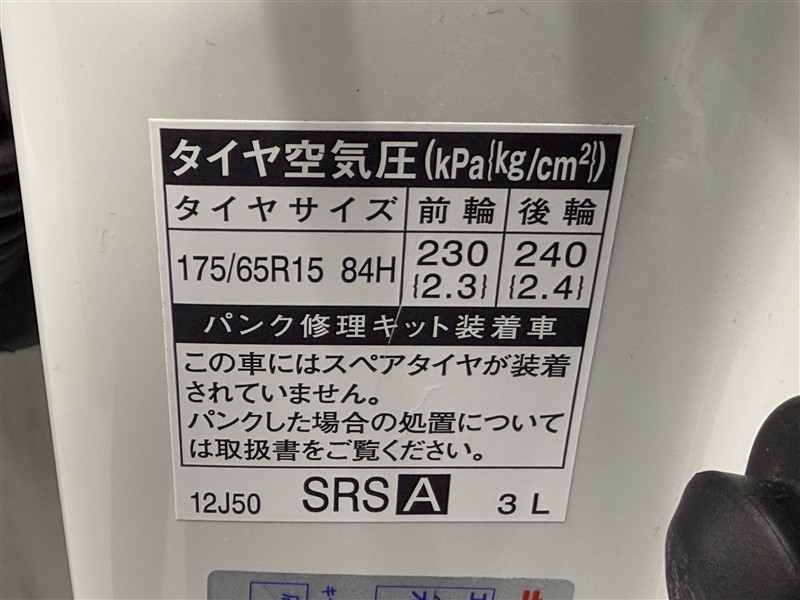 タイヤ空気圧(kPa{kg/cm²})
タイヤサイズ 前輪 後輪
175/65R15 84H 230 240
{2.3} {2.4}
パンク修理キット装着車
この車にはスペアタイヤが装着
されていません。
パンクした場合の処置について
は取扱書をご覧ください。
12J50 SRS A 3L